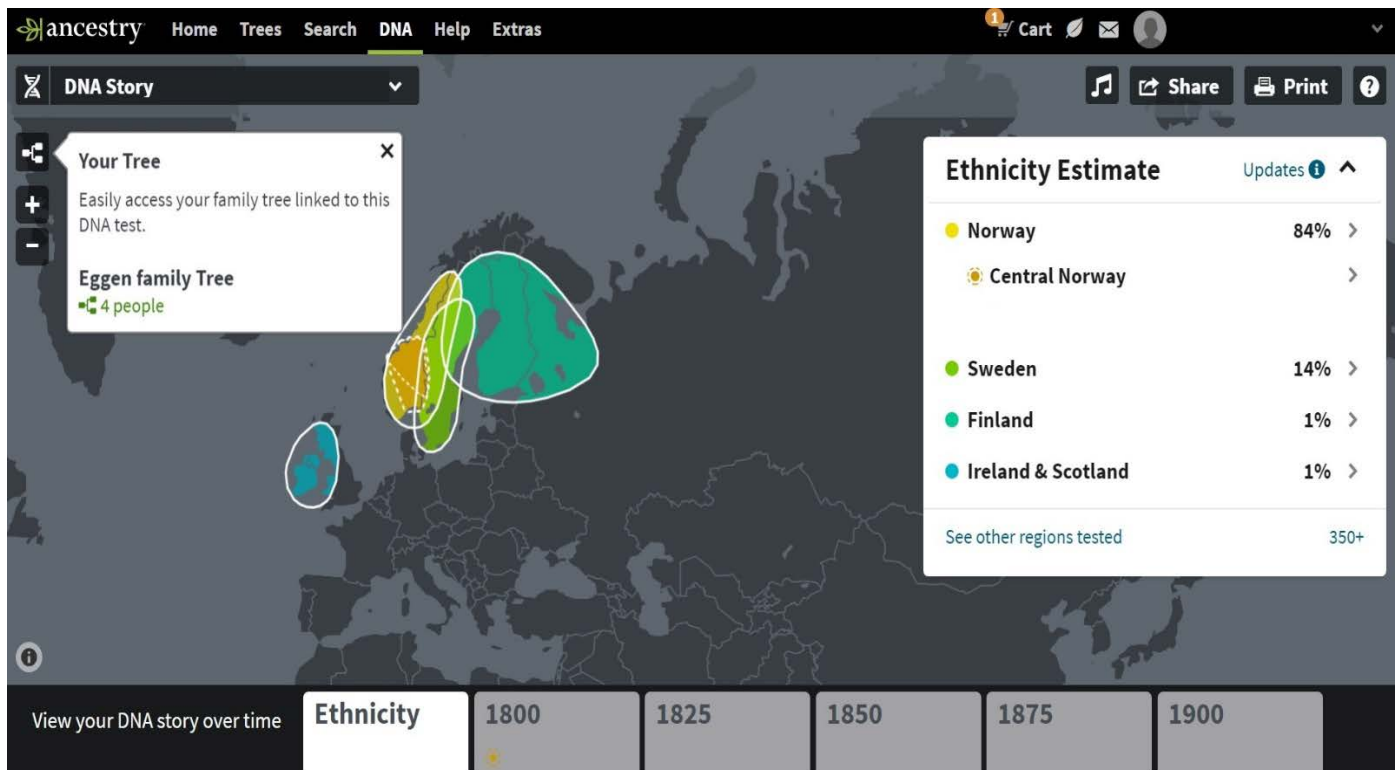 ancestry Home Trees Search DNA Help Extras 1 Cart
DNA Story Share Print ?
Your Tree
Easily access your family tree linked to this
DNA test.
Eggen family Tree
4 people
Ethnicity Estimate Updates i
Norway 84%
Central Norway
Sweden 14%
Finland 1%
Ireland & Scotland 1%
See other regions tested 350+
View your DNA story over time Ethnicity 1800 1825 1850 1875 1900